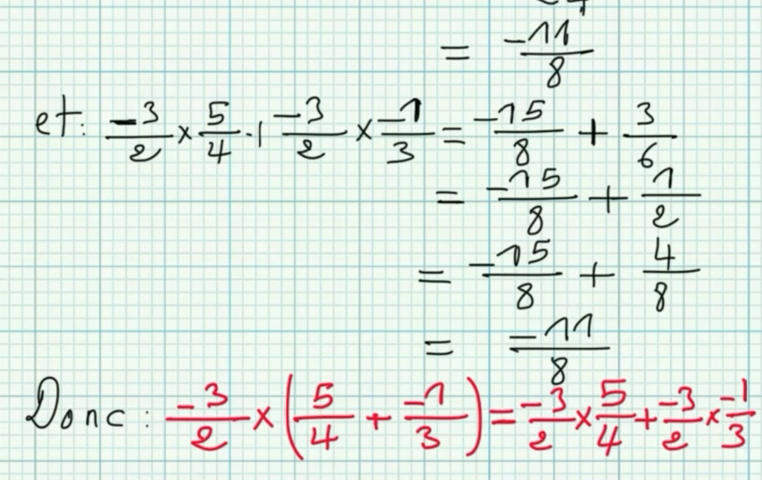 = -11/8
et: -3/2 × 5/4 + -3/2 × -1/3 = -15/8 + 3/6
= -15/8 + 1/2
= -15/8 + 4/8
= -11/8
Donc: -3/2 × (5/4 + -1/3) = -3/2 × 5/4 + -3/2 × -1/3